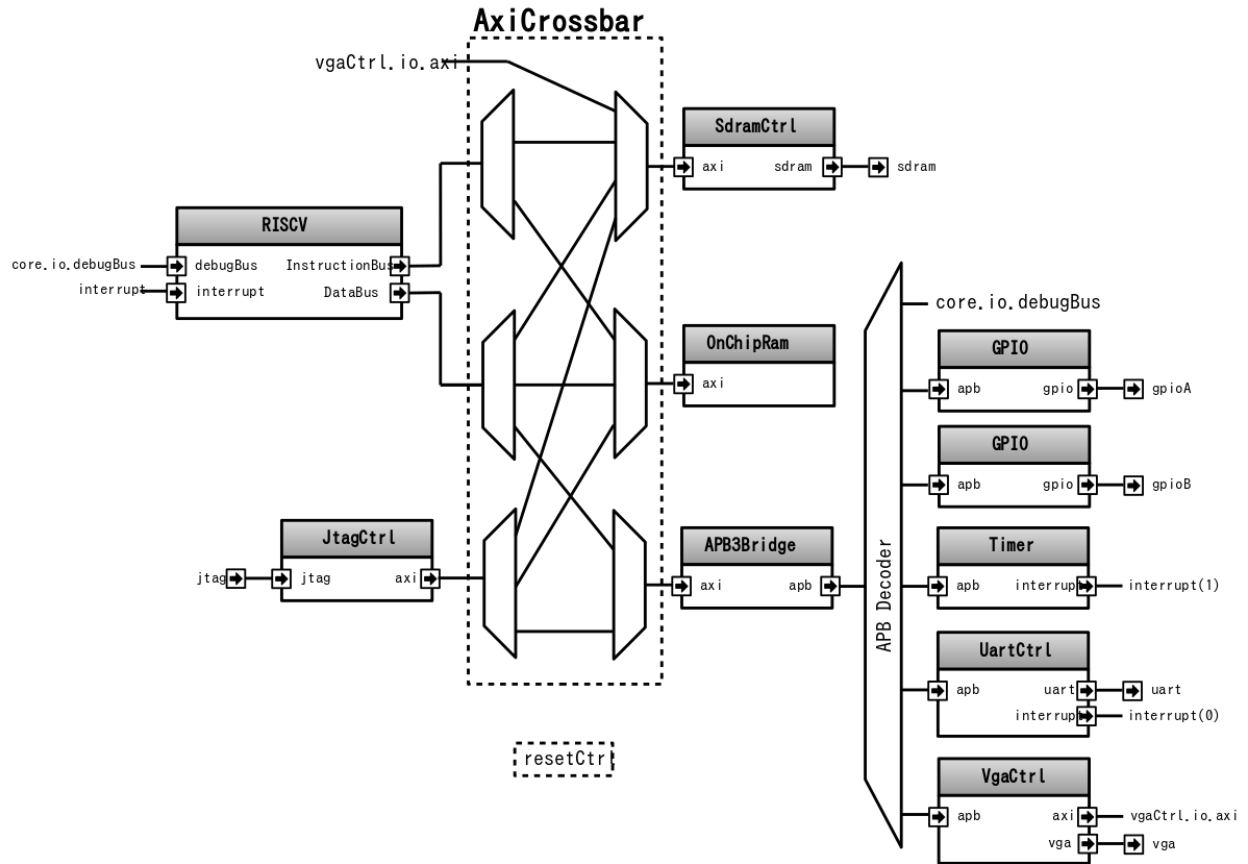 AxiCrossbar
vgaCtrl.io.axi
SdramCtrl
axi sdram
sdram
RISCV
core.io.debugBus
debugBus InstructionBus
interrupt
interrupt DataBus
core.io.debugBus
OnChipRam
axi
GPIO
apb gpio
gpioA
GPIO
apb gpio
gpioB
JtagCtrl
jtag
jtag axi
APB3Bridge
axi apb
APB Decoder
Timer
apb interrupt
interrupt(1)
UartCtrl
apb uart
uart
interrupt
interrupt(0)
resetCtrl
VgaCtrl
apb axi
vgaCtrl.io.axi
vga
vga